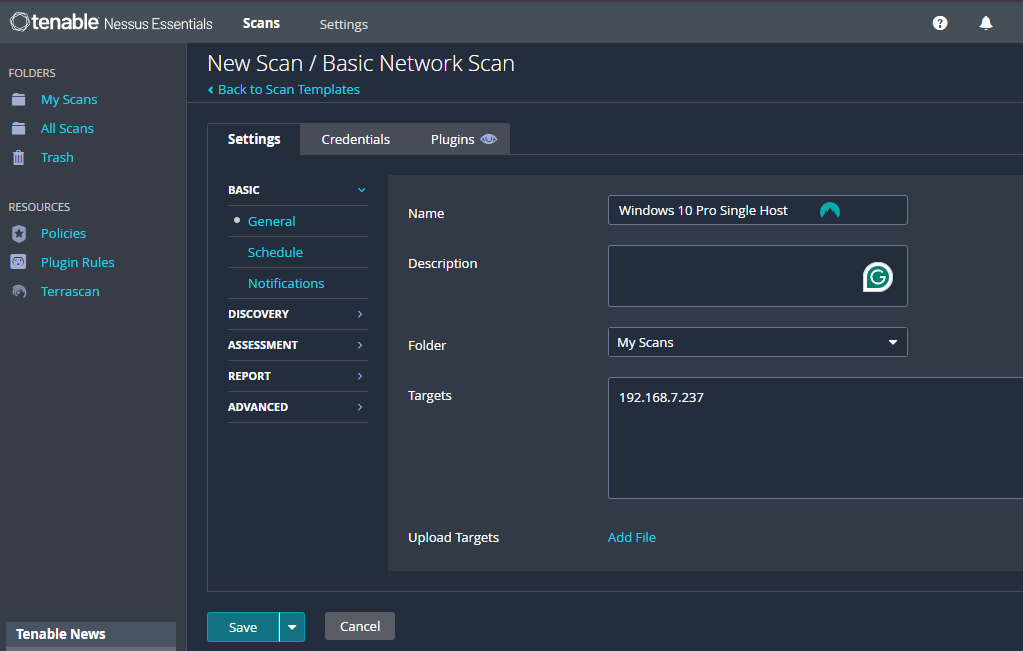 tenable Nessus Essentials Scans Settings
FOLDERS
My Scans
All Scans
Trash
RESOURCES
Policies
Plugin Rules
Terrascan
Tenable News
New Scan / Basic Network Scan
Back to Scan Templates
Settings Credentials Plugins
BASIC
General
Schedule
Notifications
DISCOVERY
ASSESSMENT
REPORT
ADVANCED
Name Windows 10 Pro Single Host
Description
Folder My Scans
Targets 192.168.7.237
Upload Targets Add File
Save Cancel